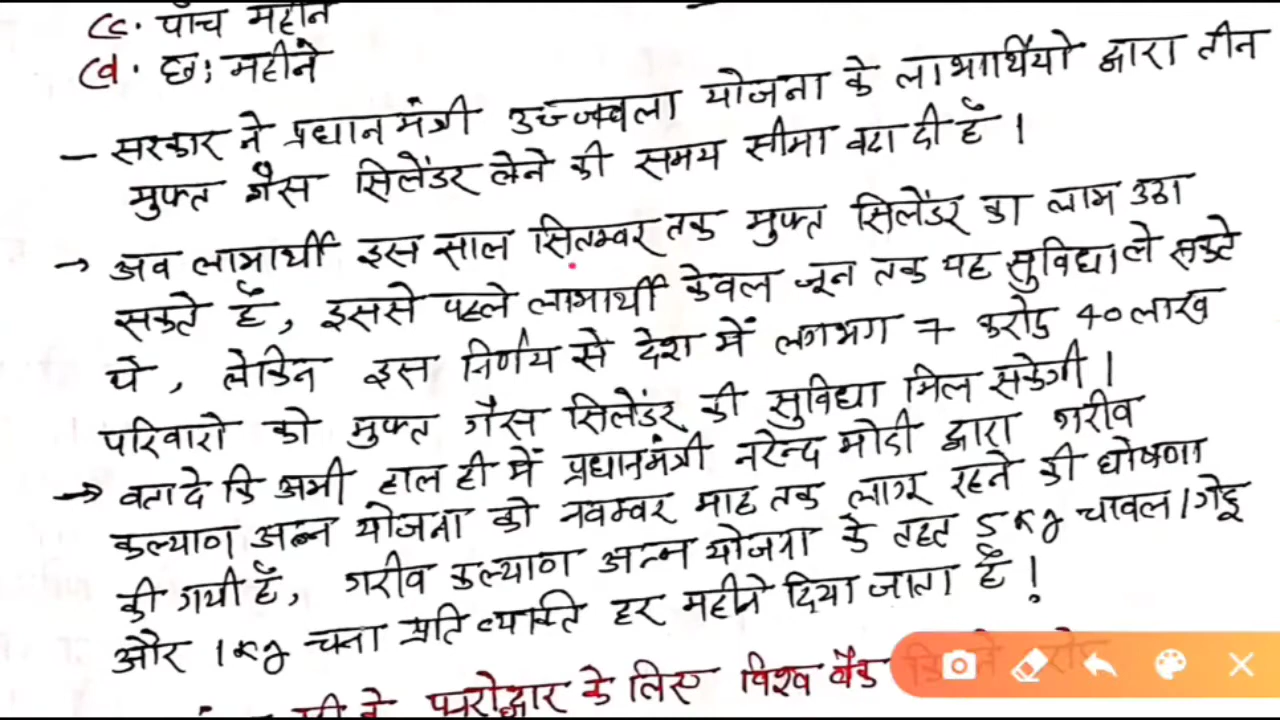 (c. पाँच महीने
(d. छः महीने
- सरकार ने प्रधानमंत्री उज्जवला योजना के लाभार्थियो द्वारा तीन
मुफ्त गैस सिलेंडर लेने की समय सीमा बढा दी है।
→ अब लाभार्थी इस साल सितम्बर तक मुफ्त सिलेंडर का लाभ उठा
सकते है, इससे पहले लाभार्थी केवल जून तक यह सुविधा ले सकते
थे, लेकिन इस निर्णय से देश में लगभग 7 करोड 40 लाख
परिवारो को मुफ्त गैस सिलेंडर की सुविधा मिल सकेगी।
→ बता दे कि अभी हाल ही में प्रधानमंत्री नरेन्द्र मोदी द्वारा गरीब
कल्याण अन्न योजना को नवम्बर माह तक लागू रहने की घोषणा
की गयी है, गरीब कल्याण अन्न योजना के तहत 5 Kg चावल/गेहू
और 1 Kg चना प्रति व्यक्ति हर महीने दिया जाता है!
के लिए विश्व बैंक